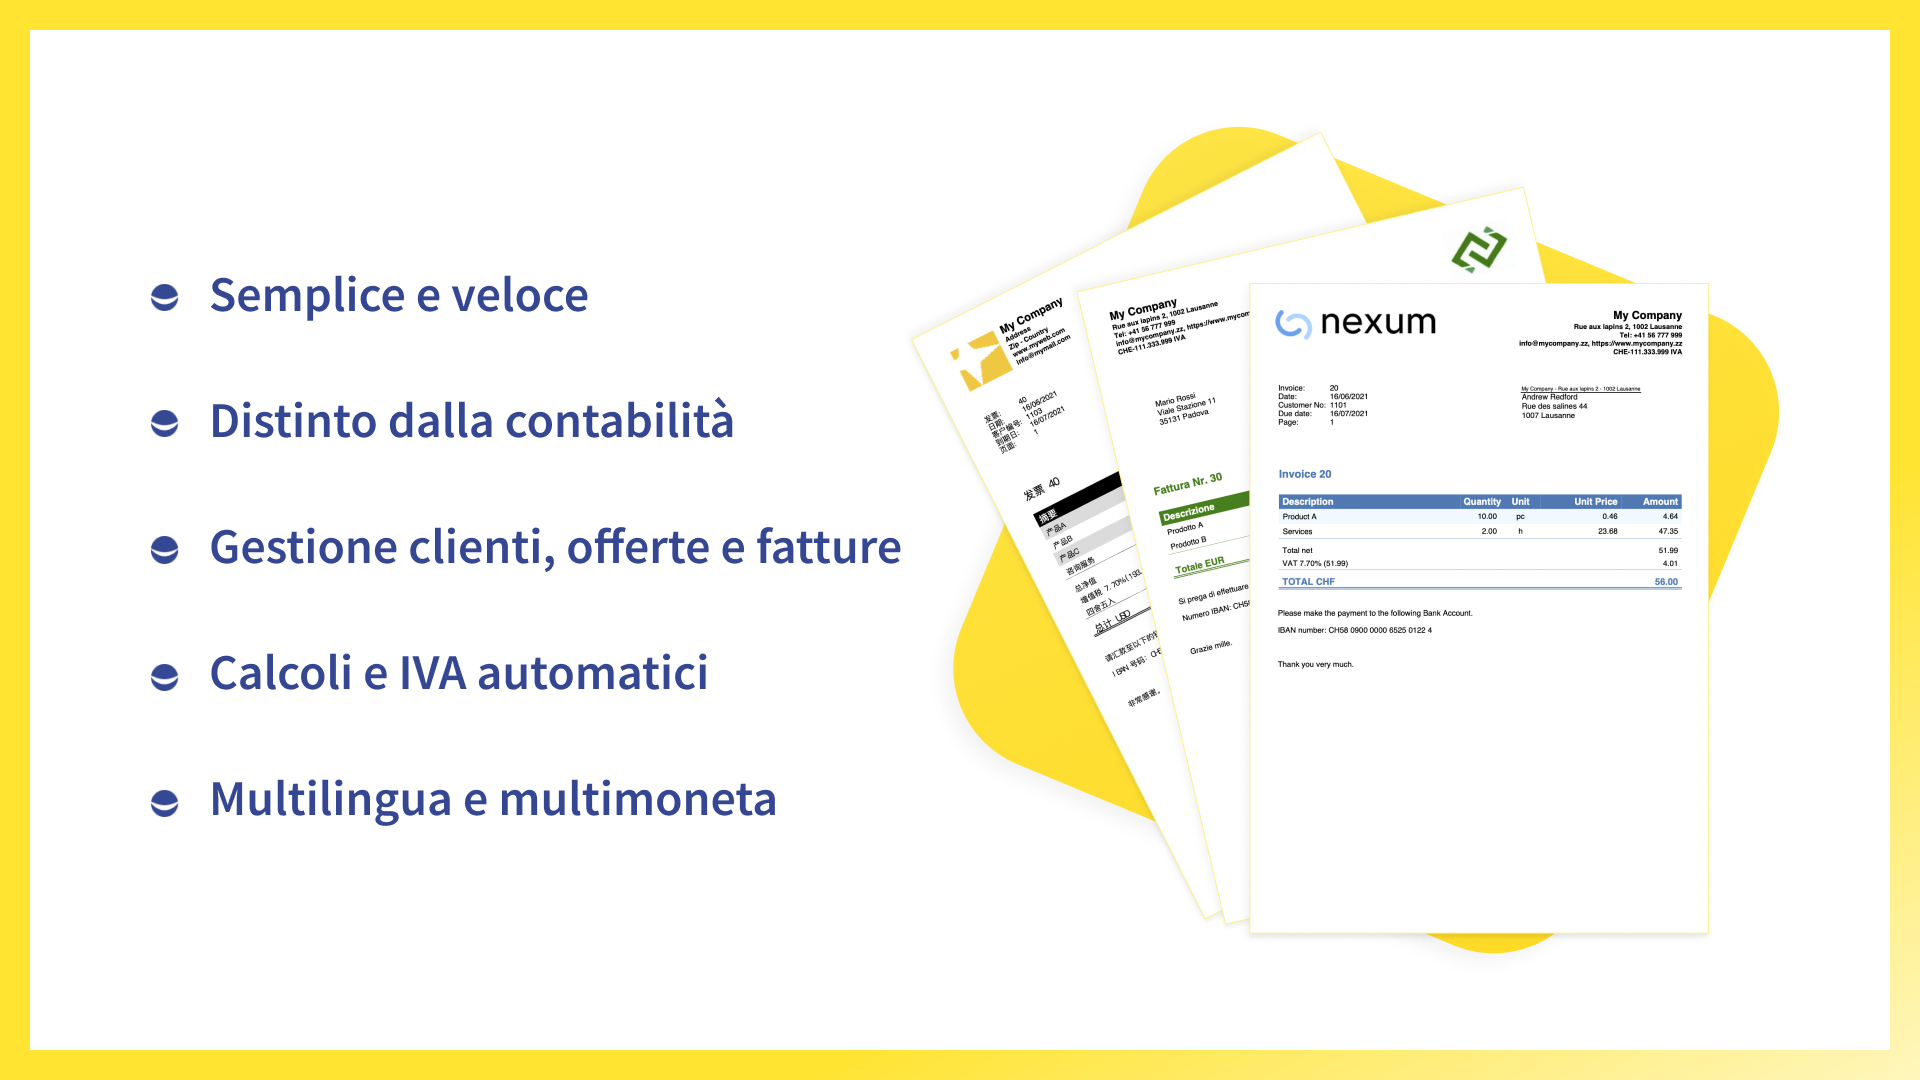 Semplice e veloce
Distinto dalla contabilità
Gestione clienti, offerte e fatture
Calcoli e IVA automatici
Multilingua e multimoneta
My Company
Address
Zip - Country
www.myweb.com
info@mymail.com
发票: 40
日期: 16/06/2021
客户编号: 1103
到期日: 16/07/2021
页面: 1
发票 40
摘要
产品A
产品B
产品C
咨询服务
总净值
增值税 7.70%(193.
四舍五入
总计 USD
请汇款至以下的
IBAN 号码:
非常感谢。
My Company
Rue aux lapins 2, 1002 Lausanne
Tel: +41 56 777 999
info@mycompany.zz, https://www.mycom
CHE-111.333.999 IVA
Mario Rossi
Viale Stazione 11
35131 Padova
Fattura Nr. 30
Descrizione
Prodotto A
Prodotto B
Totale EUR
Si prega di effettuare
Numero IBAN: CH58
Grazie mille.
nexum
My Company
Rue aux lapins 2, 1002 Lausanne
Tel: +41 56 777 999
info@mycompany.zz, https://www.mycompany.zz
CHE-111.333.999 IVA
Invoice: 20
Date: 16/06/2021
Customer No: 1101
Due date: 16/07/2021
Page: 1
My Company - Rue aux lapins 2 - 1002 Lausanne
Andrew Redford
Rue des salines 44
1007 Lausanne
Invoice 20
Description Quantity Unit Unit Price Amount
Product A 10.00 pc 0.46 4.64
Services 2.00 h 23.68 47.35
Total net 51.99
VAT 7.70% (51.99) 4.01
TOTAL CHF 56.00
Please make the payment to the following Bank Account.
IBAN number: CH58 0900 0000 6525 0122 4
Thank you very much.